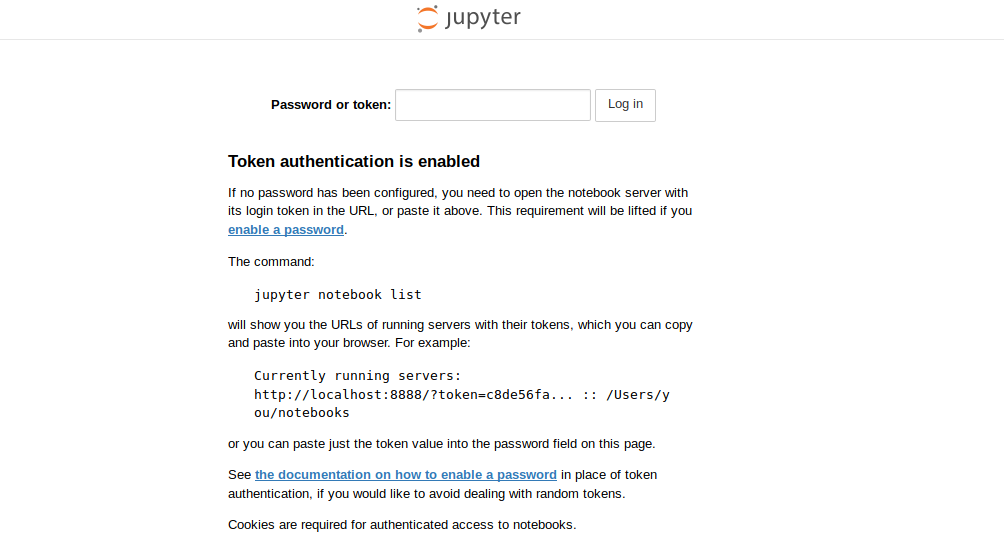 jupyter
Password or token: Log in
Token authentication is enabled
If no password has been configured, you need to open the notebook server with
its login token in the URL, or paste it above. This requirement will be lifted if you
enable a password.
The command:
jupyter notebook list
will show you the URLs of running servers with their tokens, which you can copy
and paste into your browser. For example:
Currently running servers:
http://localhost:8888/?token=c8de56fa... :: /Users/y
ou/notebooks
or you can paste just the token value into the password field on this page.
See the documentation on how to enable a password in place of token
authentication, if you would like to avoid dealing with random tokens.
Cookies are required for authenticated access to notebooks.